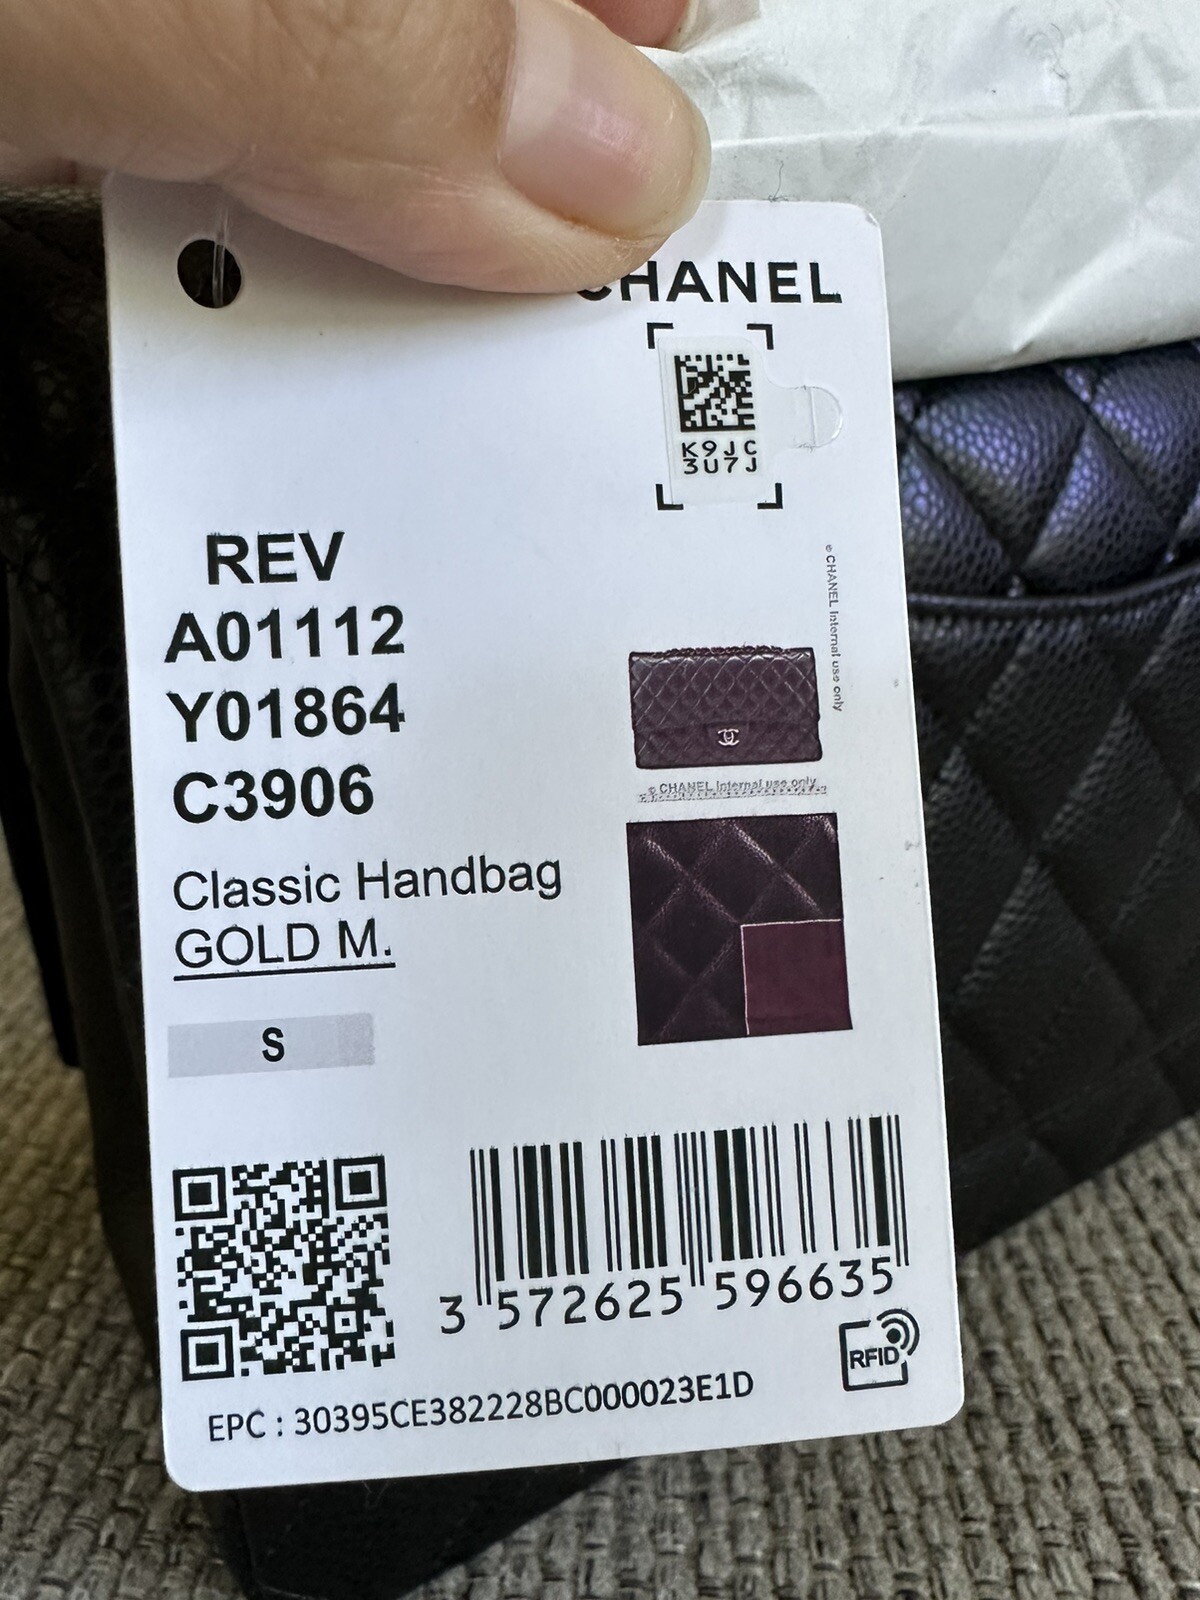 CHANEL
K9JC
3U7J
© CHANEL Internal use only
REV
A01112
Y01864
C3906
© CHANEL Internal use only
Classic Handbag
GOLD M.
S
3 572625 596635
RFID
EPC : 30395CE382228BC000023E1D